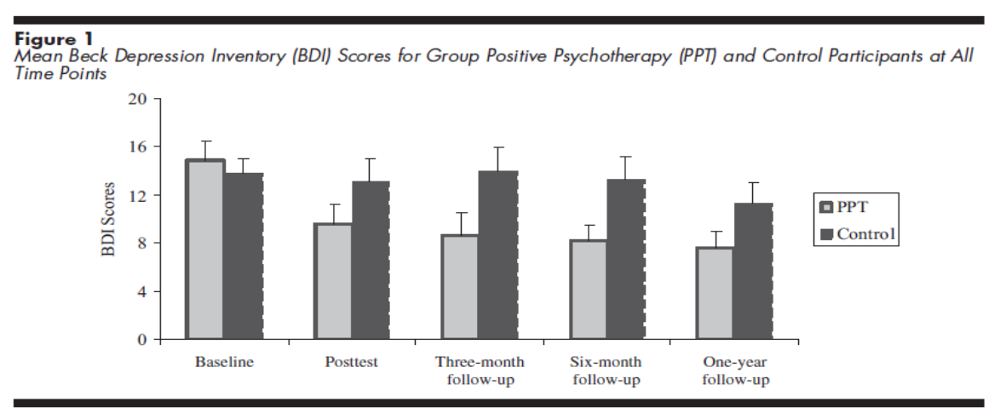 Figure 1
Mean Beck Depression Inventory (BDI) Scores for Group Positive Psychotherapy (PPT) and Control Participants at All
Time Points
20
16
12
8
4
0
BDI Scores
Baseline
Posttest
Three-month
follow-up
Six-month
follow-up
One-year
follow-up
PPT
Control